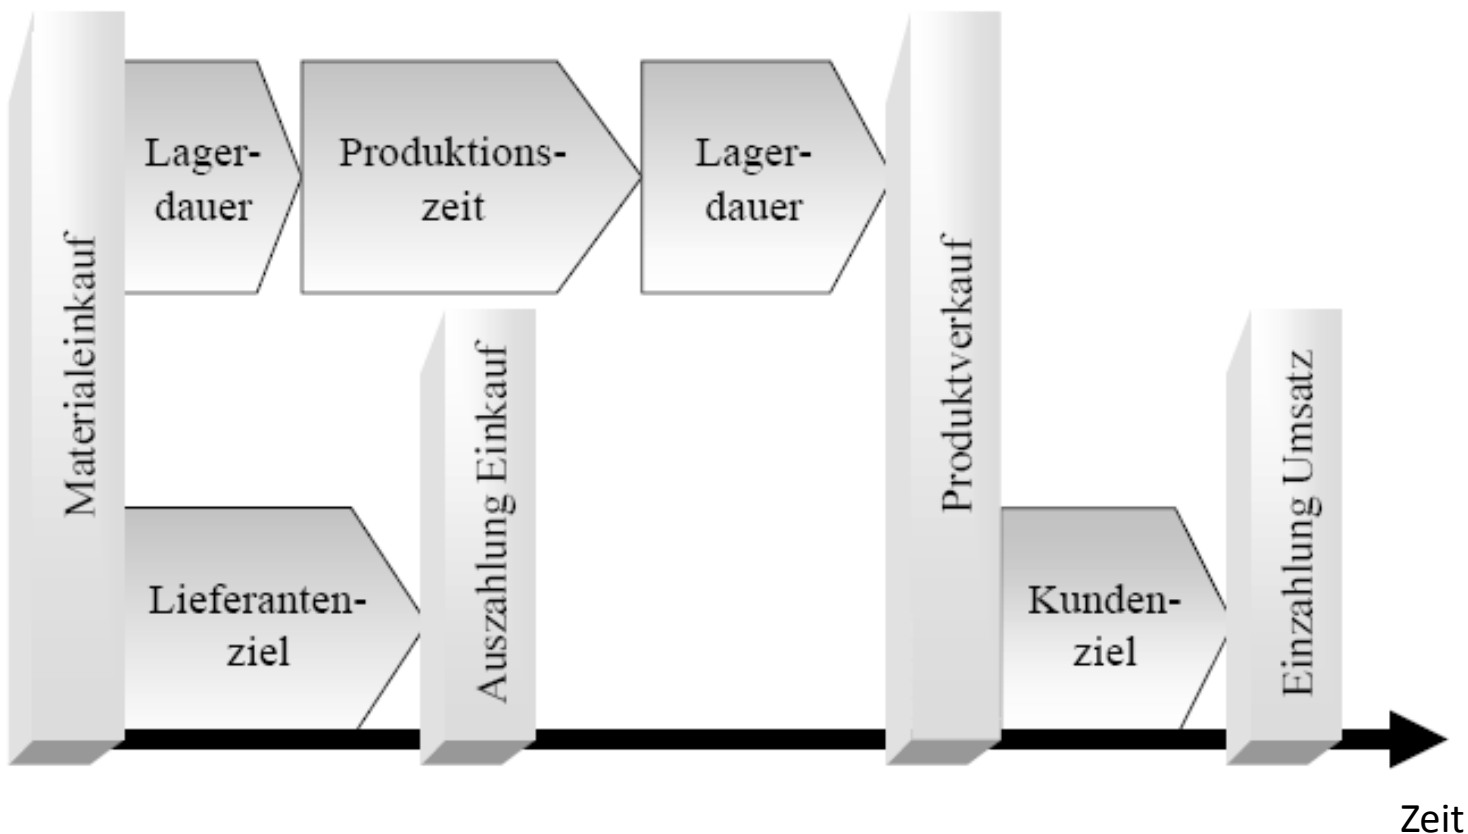 Materialeinkauf
Lager-
dauer
Produktions-
zeit
Lager-
dauer
Produktverkauf
Lieferanten-
ziel
Auszahlung Einkauf
Kunden-
ziel
Einzahlung Umsatz
Zeit